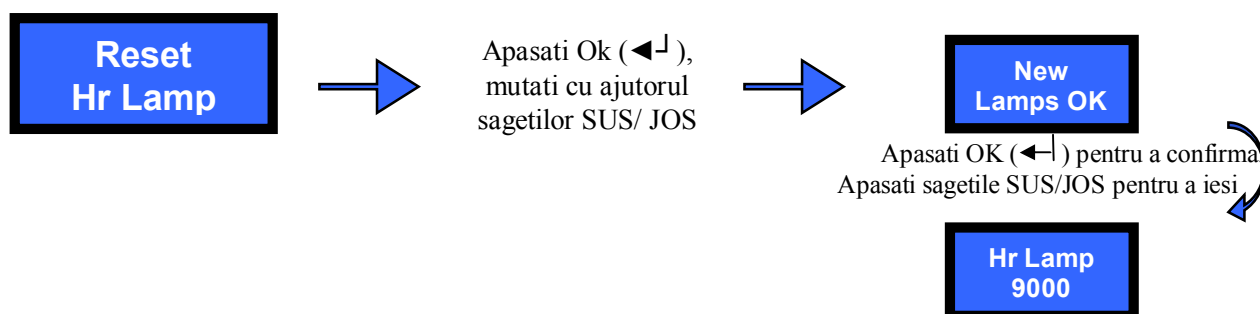 Reset
Hr Lamp
Apasati Ok (◄┘),
mutati cu ajutorul
sagetilor SUS/ JOS
New
Lamps OK
Apasati OK (◄┤) pentru a confirma
Apasati sagetile SUS/JOS pentru a iesi
Hr Lamp
9000